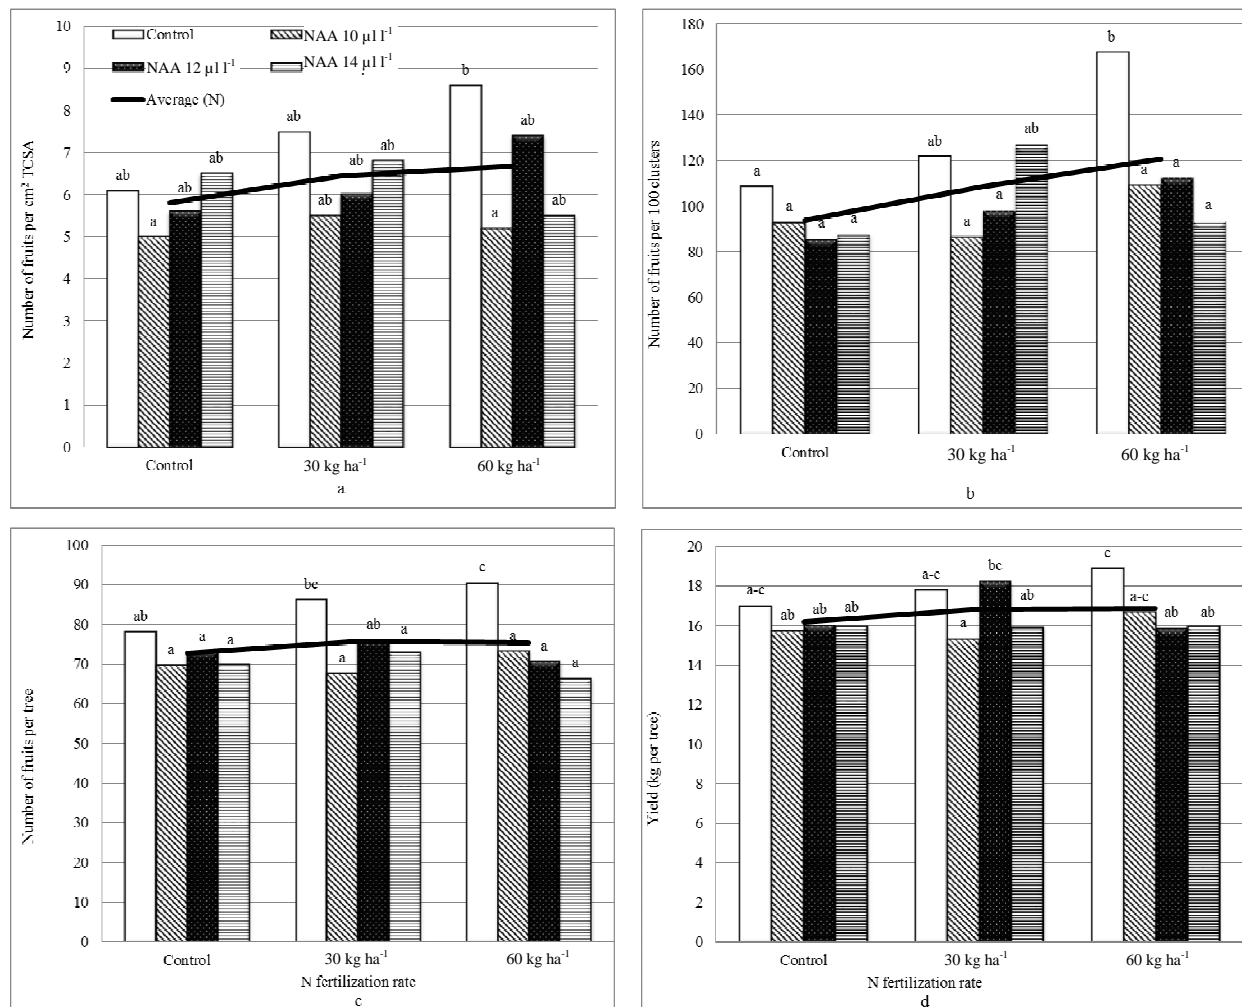 10
9
8
7
6
5
4
3
2
1
0
Number of fruits per cm² TCSA
Control
NAA 10 µl l⁻¹
NAA 12 µl l⁻¹
NAA 14 µl l⁻¹
Average (N)
ab
a
ab
ab
ab
ab
ab
ab
b
a
ab
ab
Control
30 kg ha⁻¹
60 kg ha⁻¹
a
180
160
140
120
100
80
60
40
20
0
Number of fruits per 100 clusters
a
a
a
ab
a
a
ab
b
a
a
a
Control
30 kg ha⁻¹
60 kg ha⁻¹
b
100
90
80
70
60
50
40
30
20
10
0
Number of fruits per tree
ab
a
a
a
bc
a
ab
a
c
a
a
a
Control
30 kg ha⁻¹
60 kg ha⁻¹
N fertilization rate
c
20
18
16
14
12
10
8
6
4
2
0
Yield (kg per tree)
a-c
ab
ab
ab
a-c
a
bc
ab
c
a-c
ab
ab
Control
30 kg ha⁻¹
60 kg ha⁻¹
N fertilization rate
d